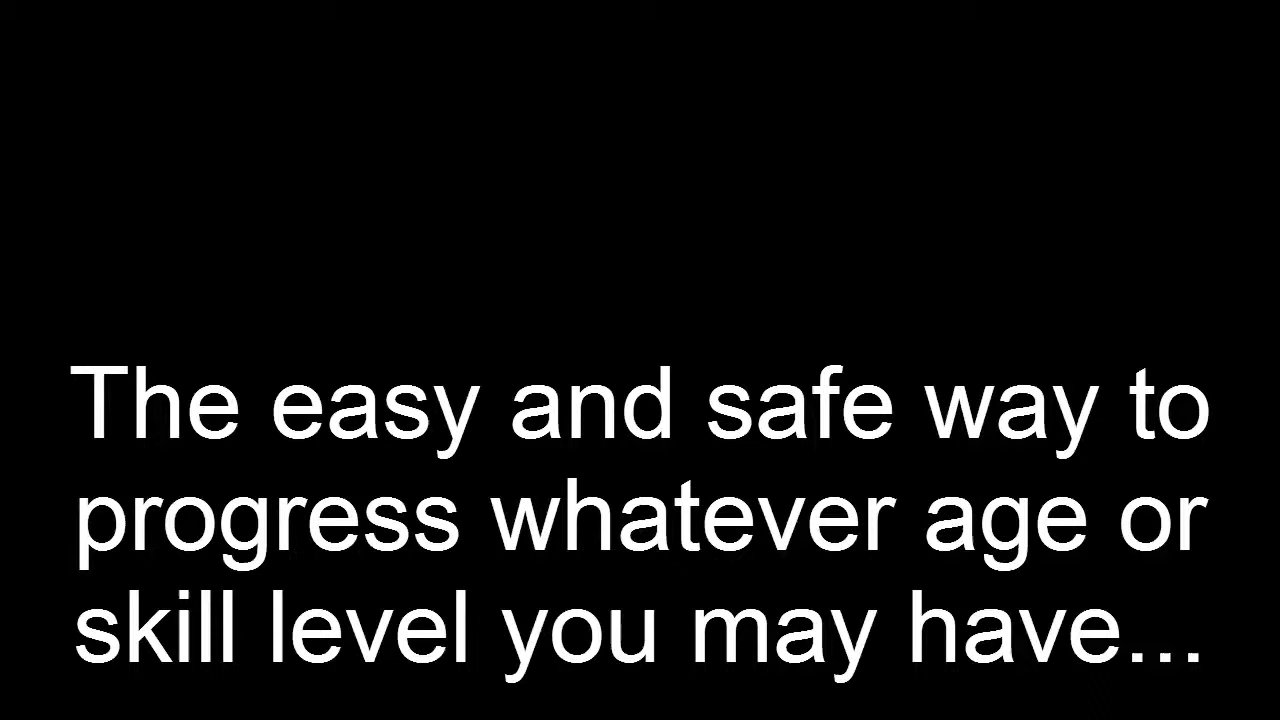 The easy and safe way to
progress whatever age or
skill level you may have...